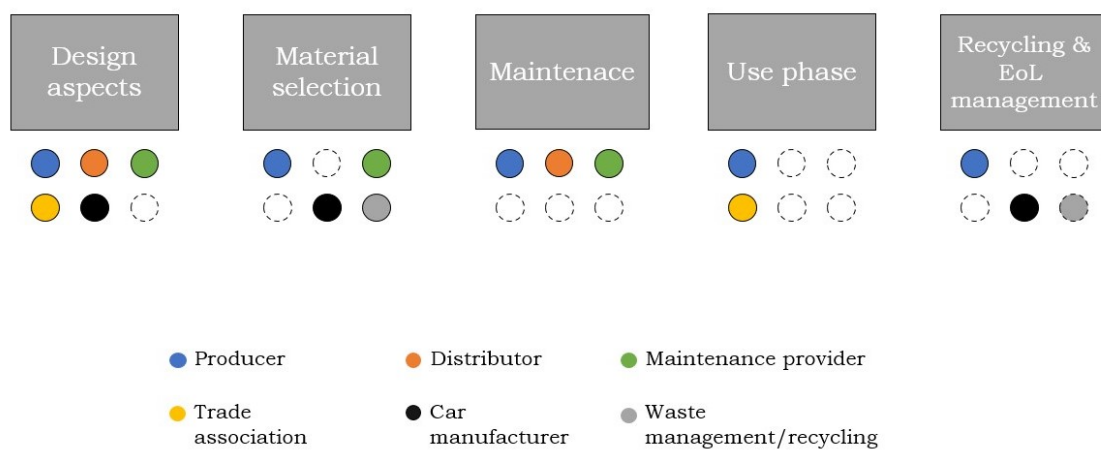 Design
aspects
Material
selection
Maintenace
Use phase
Recycling &
EoL
management
Producer
Distributor
Maintenance provider
Trade
association
Car
manufacturer
Waste
management/recycling